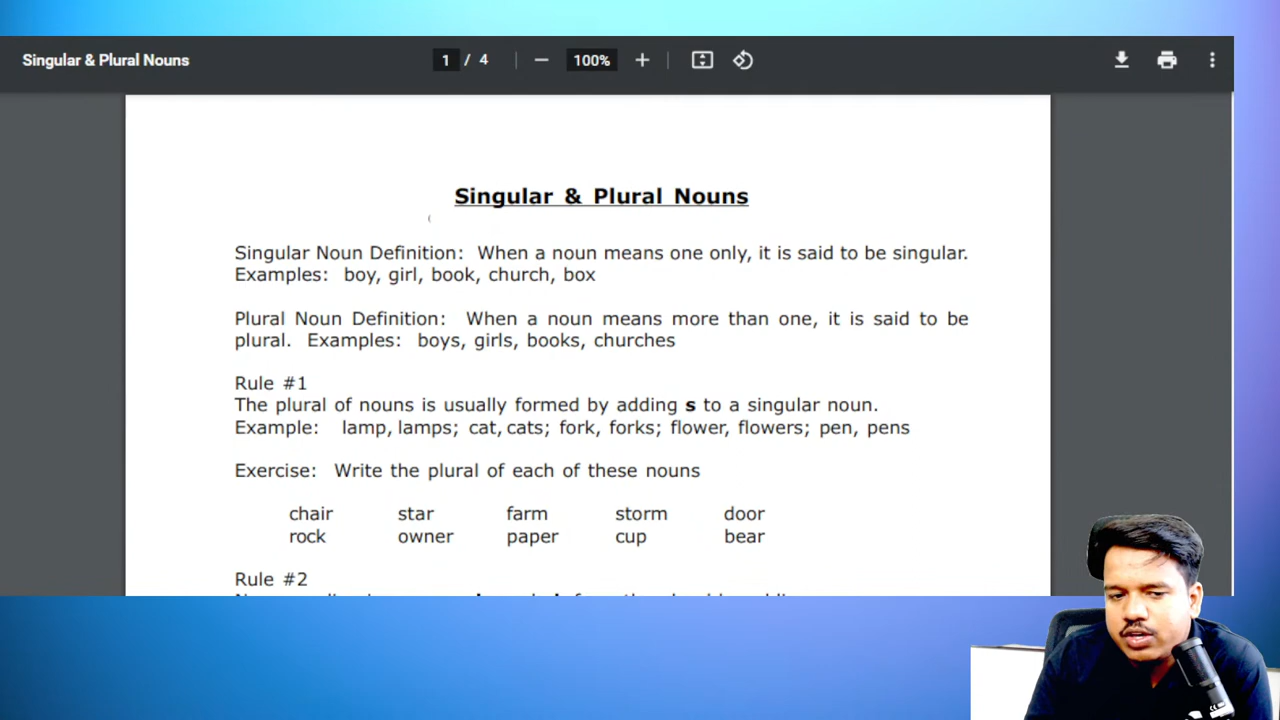 Singular & Plural Nouns
1 / 4
100%
Singular & Plural Nouns
Singular Noun Definition: When a noun means one only, it is said to be singular.
Examples: boy, girl, book, church, box
Plural Noun Definition: When a noun means more than one, it is said to be
plural. Examples: boys, girls, books, churches
Rule #1
The plural of nouns is usually formed by adding s to a singular noun.
Example: lamp, lamps; cat, cats; fork, forks; flower, flowers; pen, pens
Exercise: Write the plural of each of these nouns
chair star farm storm door
rock owner paper cup bear
Rule #2